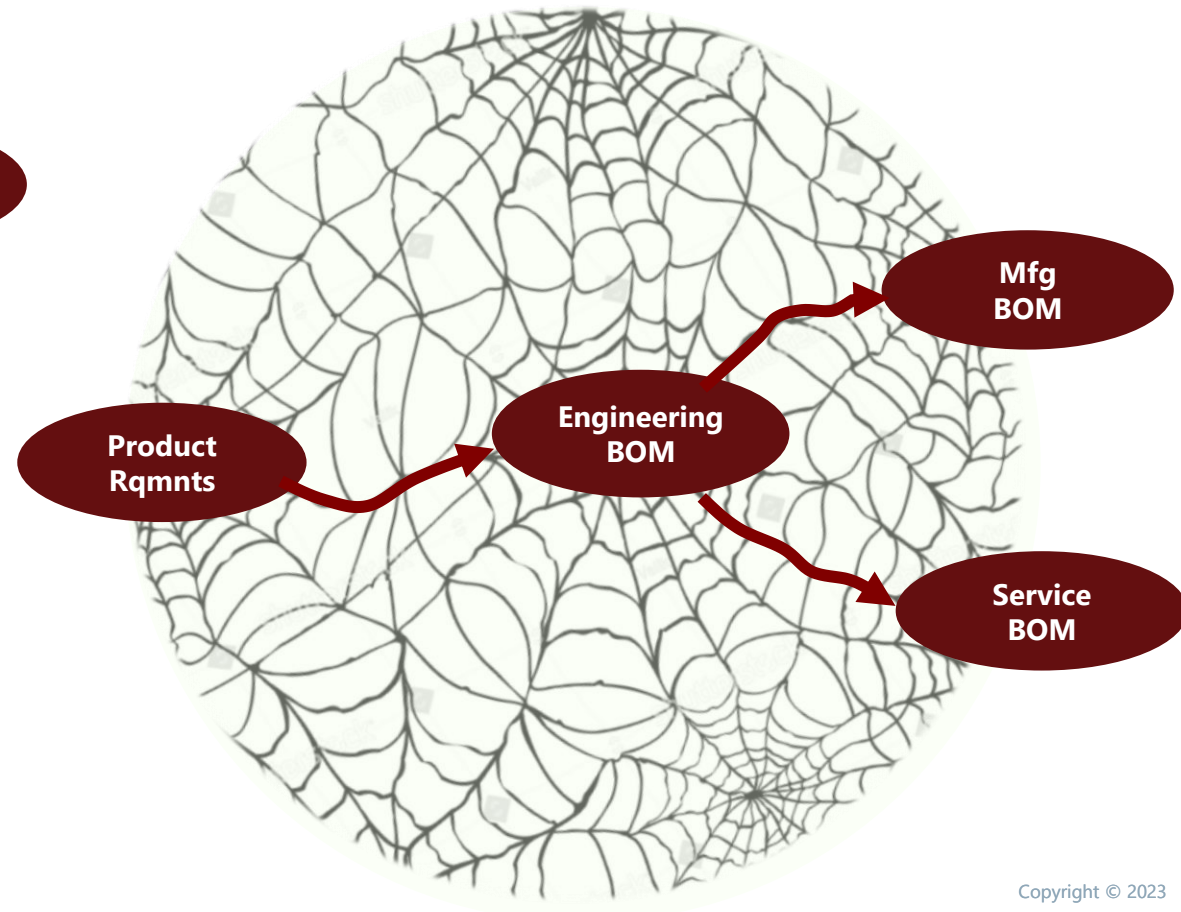 Mfg
BOM
Engineering
BOM
Product
Rqmnts
Service
BOM
Copyright © 2023